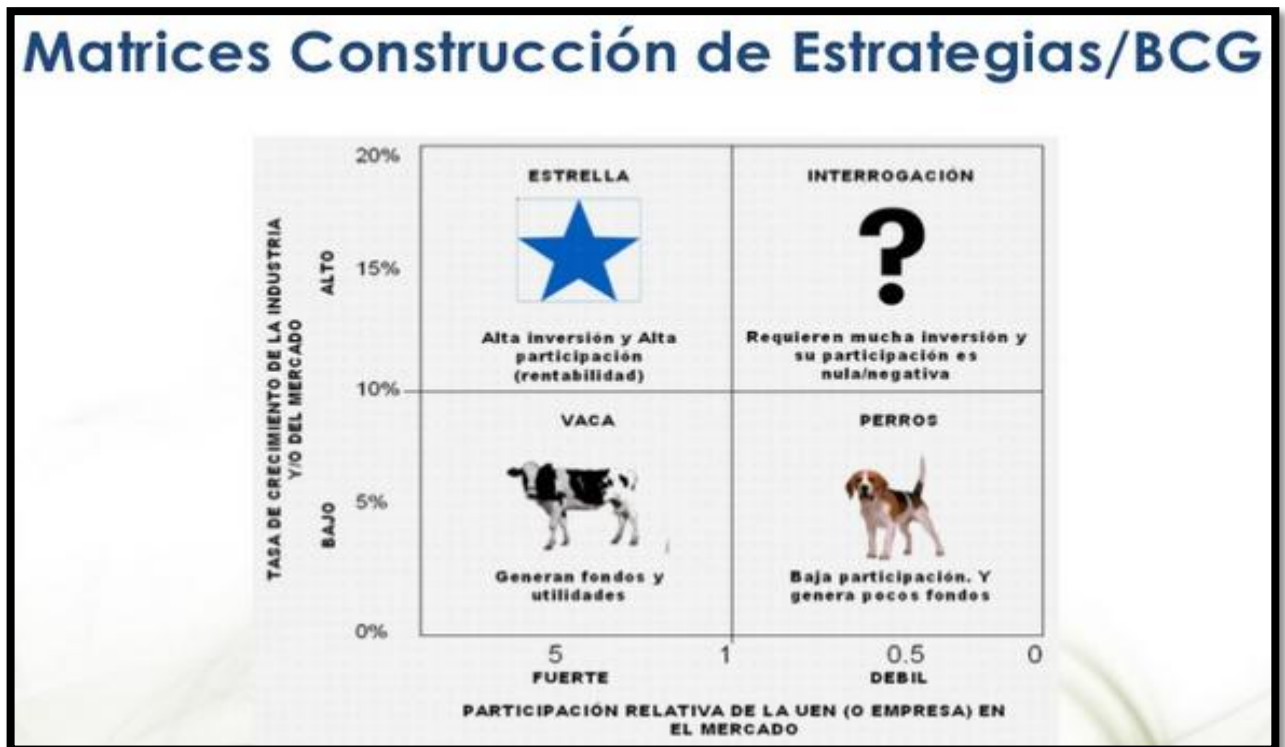 Matrices Construcción de Estrategias/BCG
TASA DE CRECIMIENTO DE LA INDUSTRIA
Y/O DEL MERCADO
ALTO
BAJO
20%
15%
10%
5%
0%
ESTRELLA
Alta inversión y Alta
participación
(rentabilidad)
INTERROGACIÓN
?
Requieren mucha inversión y
su participación es
nula/negativa
VACA
Generan fondos y
utilidades
PERROS
Baja participación. Y
genera pocos fondos
5 1 0.5 0
FUERTE DEBIL
PARTICIPACIÓN RELATIVA DE LA UEN (O EMPRESA) EN
EL MERCADO